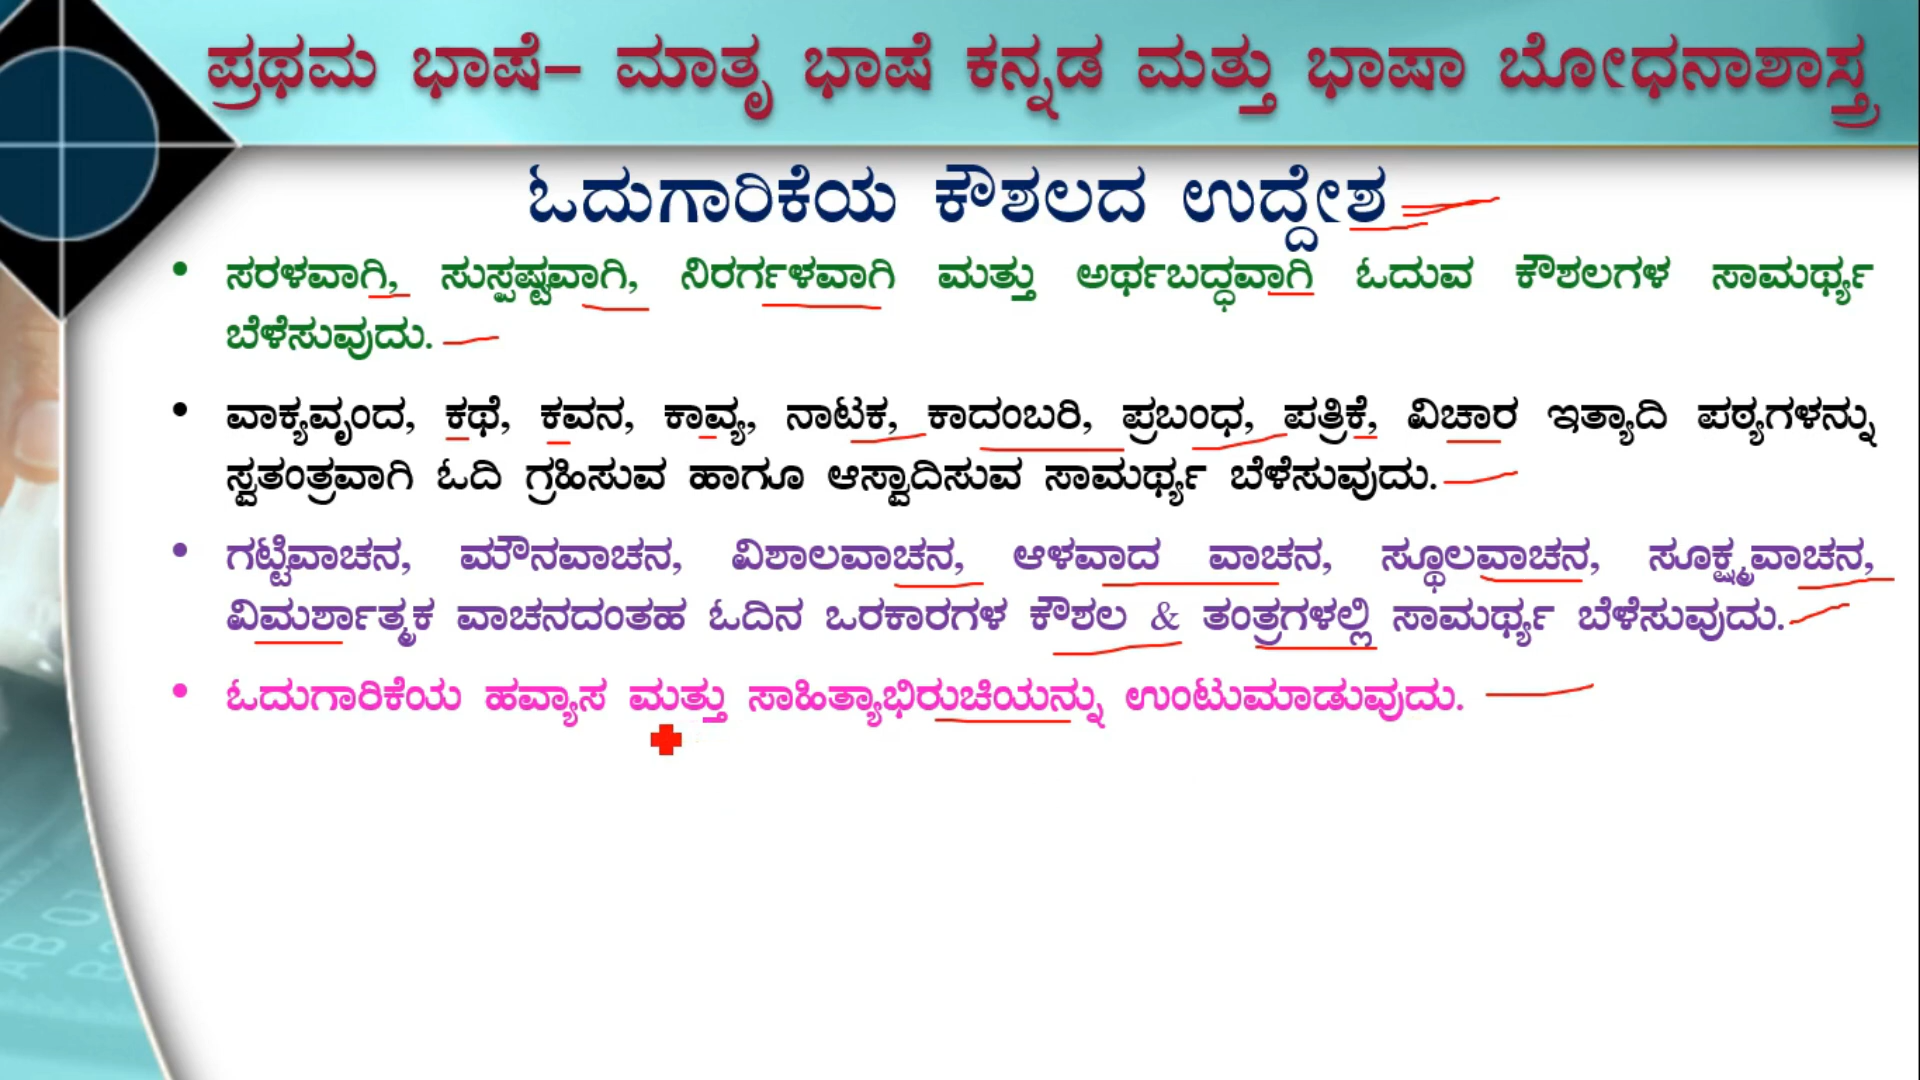 ಪ್ರಥಮ ಭಾಷೆ– ಮಾತೃ ಭಾಷೆ ಕನ್ನಡ ಮತ್ತು ಭಾಷಾ ಬೋಧನಾಶಾಸ್ತ್ರ
ಓದುಗಾರಿಕೆಯ ಕೌಶಲದ ಉದ್ದೇಶ
• ಸರಳವಾಗಿ, ಸುಸ್ಪಷ್ಟವಾಗಿ, ನಿರರ್ಗಳವಾಗಿ ಮತ್ತು ಅರ್ಥಬದ್ಧವಾಗಿ ಓದುವ ಕೌಶಲಗಳ ಸಾಮರ್ಥ್ಯ
ಬೆಳೆಸುವುದು.
• ವಾಕ್ಯವೃಂದ, ಕಥೆ, ಕವನ, ಕಾವ್ಯ, ನಾಟಕ, ಕಾದಂಬರಿ, ಪ್ರಬಂಧ, ಪತ್ರಿಕೆ, ವಿಚಾರ ಇತ್ಯಾದಿ ಪಠ್ಯಗಳನ್ನು
ಸ್ವತಂತ್ರವಾಗಿ ಓದಿ ಗ್ರಹಿಸುವ ಹಾಗೂ ಆಸ್ವಾದಿಸುವ ಸಾಮರ್ಥ್ಯ ಬೆಳೆಸುವುದು.
• ಗಟ್ಟಿವಾಚನ, ಮೌನವಾಚನ, ವಿಶಾಲವಾಚನ, ಆಳವಾದ ವಾಚನ, ಸ್ಥೂಲವಾಚನ, ಸೂಕ್ಷ್ಮವಾಚನ,
ವಿಮರ್ಶಾತ್ಮಕ ವಾಚನದಂತಹ ಓದಿನ ಒರಕಾರಗಳ ಕೌಶಲ & ತಂತ್ರಗಳಲ್ಲಿ ಸಾಮರ್ಥ್ಯ ಬೆಳೆಸುವುದು.
• ಓದುಗಾರಿಕೆಯ ಹವ್ಯಾಸ ಮತ್ತು ಸಾಹಿತ್ಯಾಭಿರುಚಿಯನ್ನು ಉಂಟುಮಾಡುವುದು.